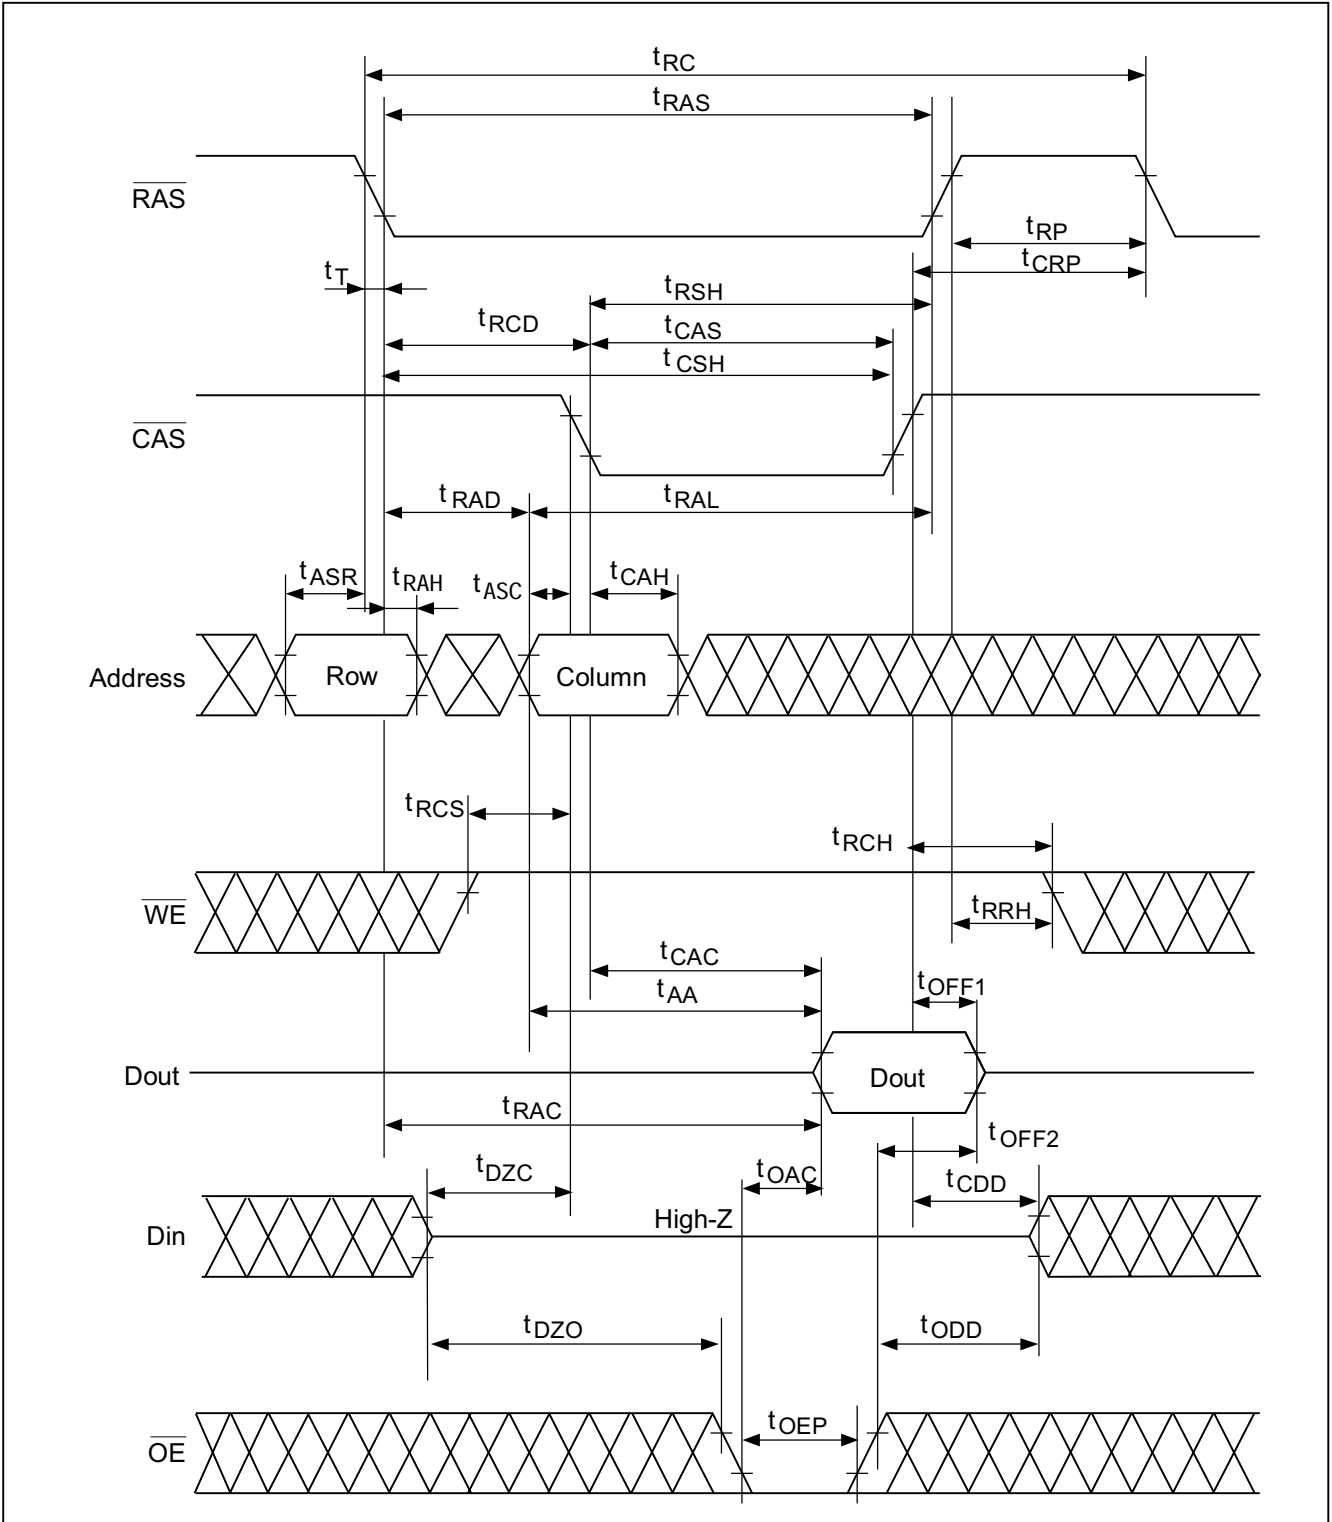 tRC
tRAS
RAS
tRP
tCRP
tT
tRSH
tRCD
tCAS
tCSH
CAS
tRAD
tRAL
tASR
tRAH
tASC
tCAH
Address
Row
Column
tRCS
tRCH
WE
tRRH
tCAC
tOFF1
tAA
Dout
Dout
tRAC
tOFF2
tDZC
tOAC
tCDD
Din
High-Z
tDZO
tODD
OE
tOEP